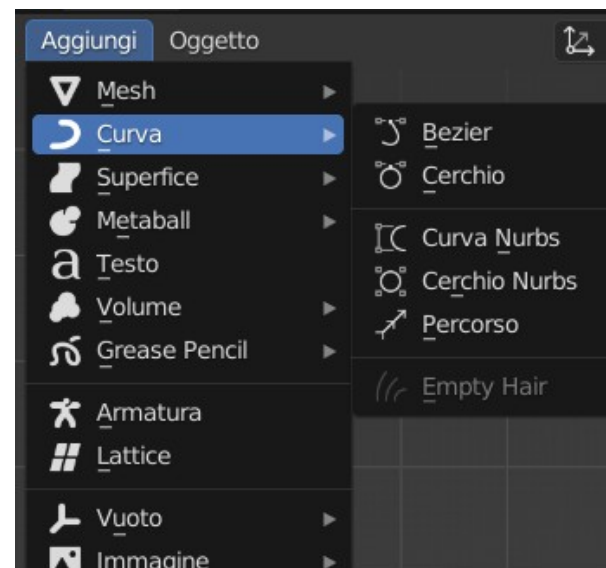 Aggiungi Oggetto
Mesh
Curva
Superfice
Metaball
Testo
Volume
Grease Pencil
Armatura
Lattice
Vuoto
Immagine
Bezier
Cerchio
Curva Nurbs
Cerchio Nurbs
Percorso
Empty Hair